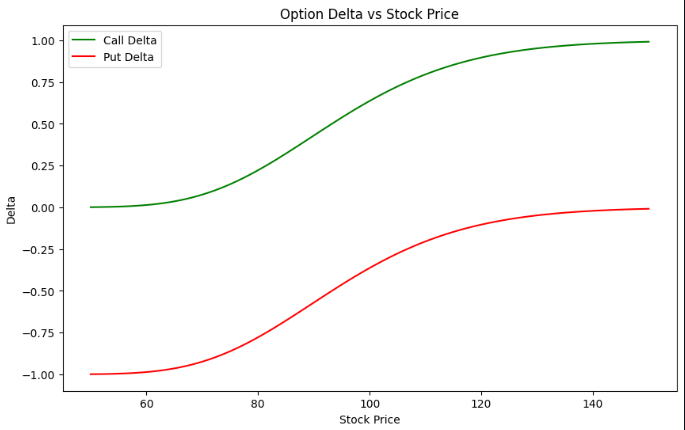 Option Delta vs Stock Price
Call Delta
Put Delta
1.00
0.75
0.50
0.25
0.00
−0.25
−0.50
−0.75
−1.00
Delta
60
80
100
120
140
Stock Price